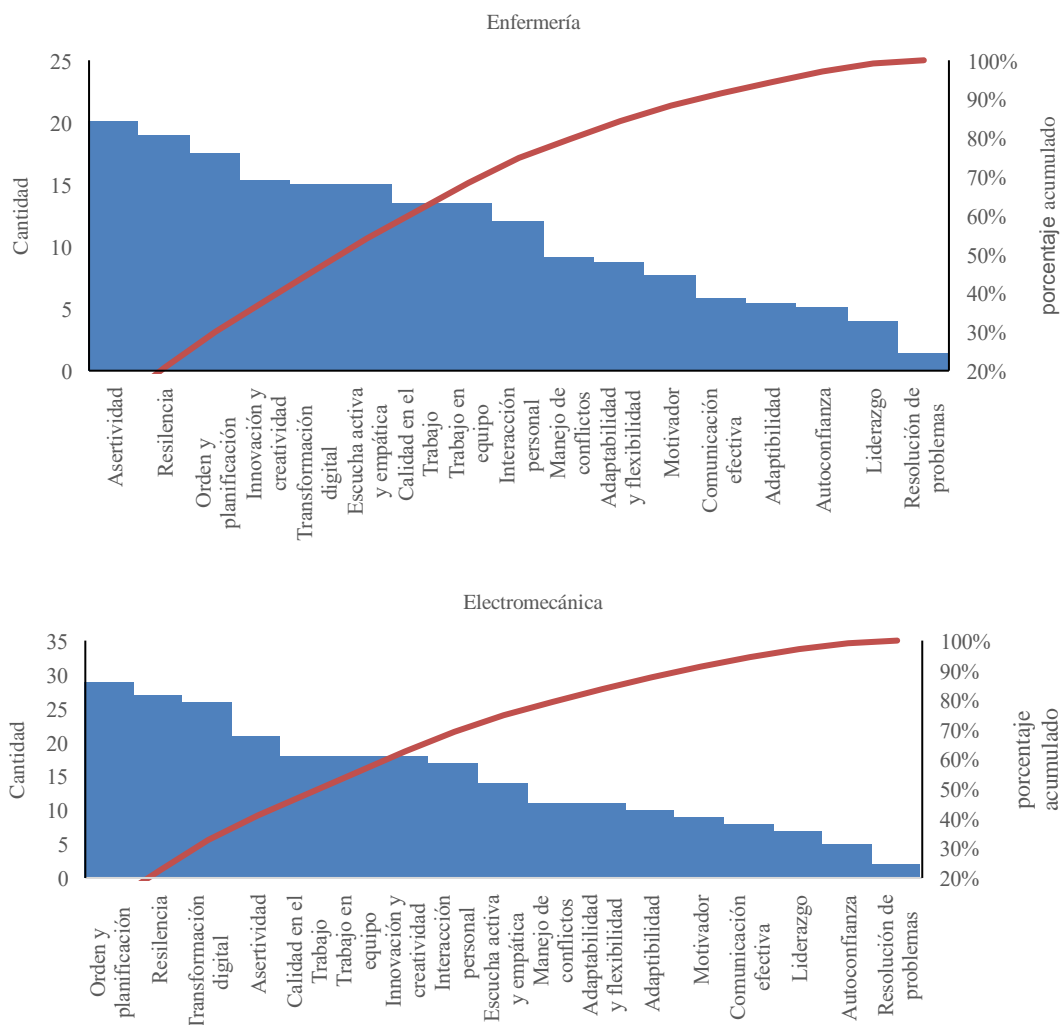 Enfermería
25
20
15
10
5
0
Cantidad
100%
90%
80%
70%
60%
50%
40%
30%
20%
porcentaje acumulado
Asertividad
Resilencia
Orden y
planificación
Innovación y
creatividad
Transformación
digital
Escucha activa
y empática
Calidad en el
Trabajo
Trabajo en
equipo
Interacción
personal
Manejo de
conflictos
Adaptabilidad
y flexibilidad
Motivador
Comunicación
efectiva
Adaptibilidad
Autoconfianza
Liderazgo
Resolución de
problemas
Electromecánica
35
30
25
20
15
10
5
0
Cantidad
100%
90%
80%
70%
60%
50%
40%
30%
20%
porcentaje
acumulado
Orden y
planificación
Resilencia
Transformación
digital
Asertividad
Calidad en el
Trabajo
Trabajo en
equipo
Innovación y
creatividad
Interacción
personal
Escucha activa
y empática
Manejo de
conflictos
Adaptabilidad
y flexibilidad
Adaptibilidad
Motivador
Comunicación
efectiva
Liderazgo
Autoconfianza
Resolución de
problemas